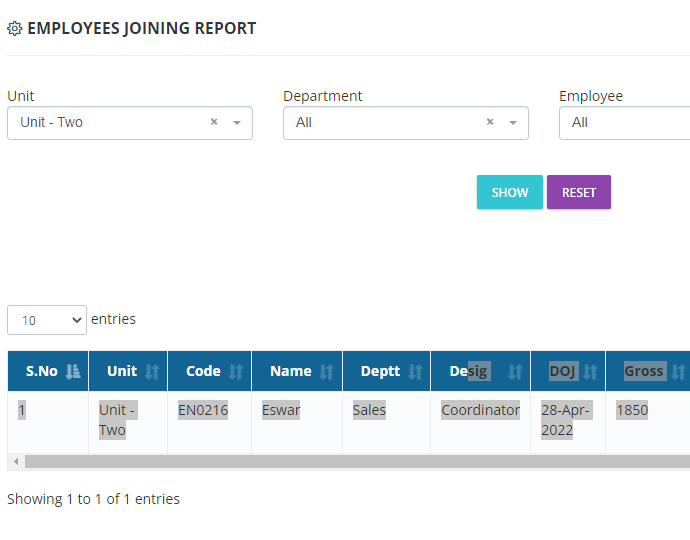 EMPLOYEES JOINING REPORT
Unit Department Employee
Unit - Two × All × All
SHOW RESET
10 entries
S.No Unit Code Name Deptt Desig DOJ Gross
1 Unit - EN0216 Eswar Sales Coordinator 28-Apr- 1850
Two 2022
Showing 1 to 1 of 1 entries